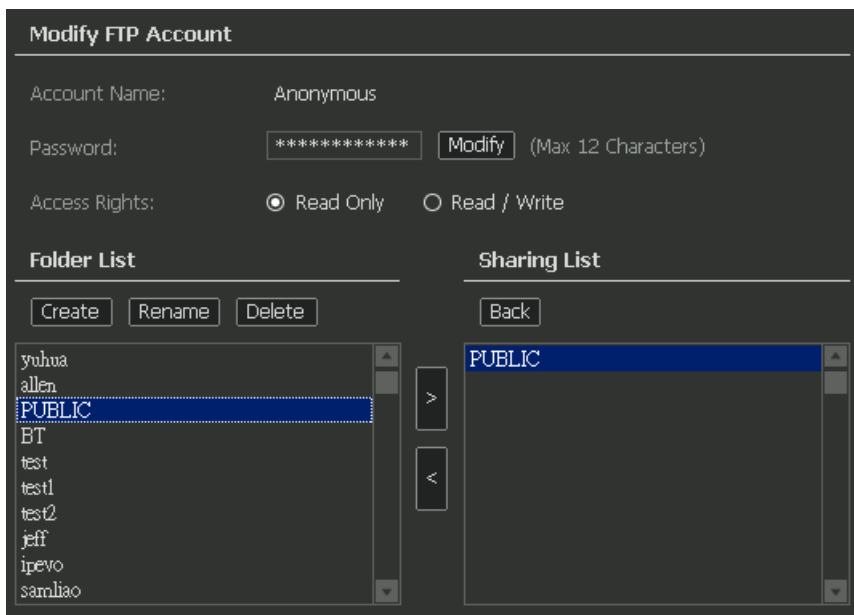 Modify FTP Account
Account Name: Anonymous
Password: ************ Modify (Max 12 Characters)
Access Rights: Read Only Read / Write
Folder List
Create Rename Delete
yuhua
allen
PUBLIC
BT
test
test1
test2
jeff
ipevo
samliao
>
<
Sharing List
Back
PUBLIC